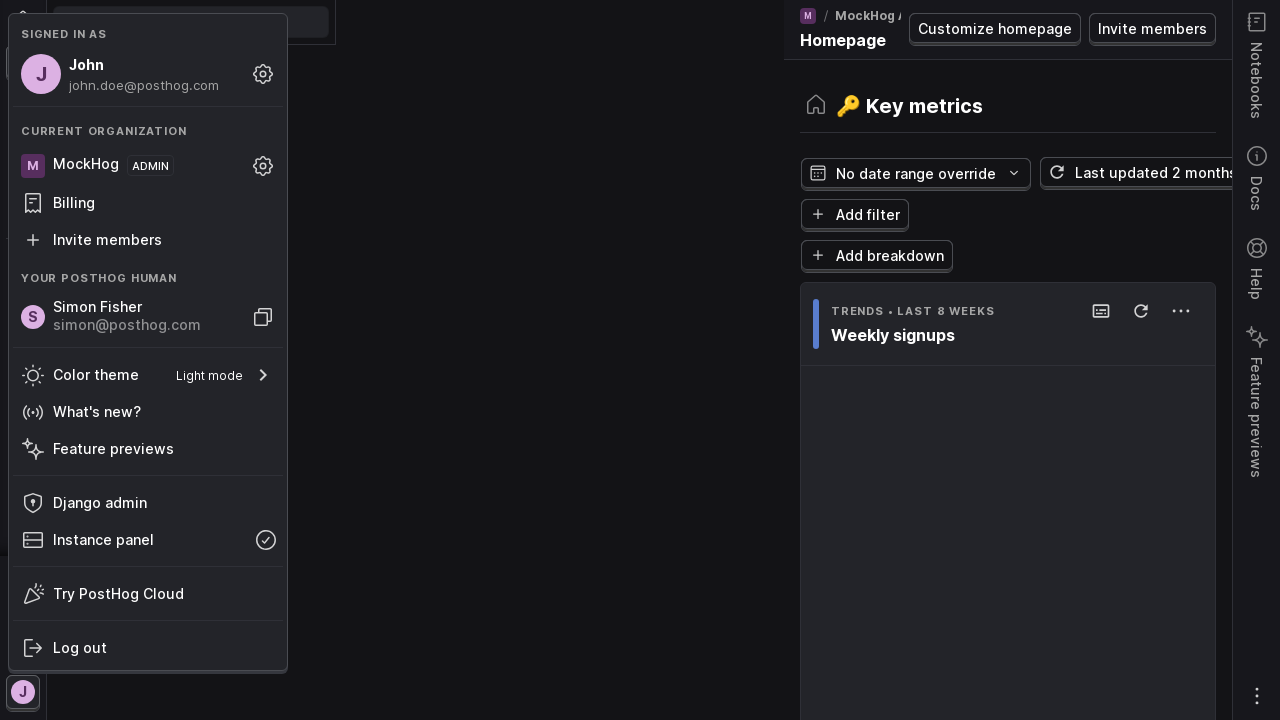 SIGNED IN AS
J
John
john.doe@posthog.com
CURRENT ORGANIZATION
M MockHog ADMIN
Billing
Invite members
YOUR POSTHOG HUMAN
S Simon Fisher
simon@posthog.com
Color theme Light mode
What's new?
Feature previews
Django admin
Instance panel
Try PostHog Cloud
Log out
J
M / MockHog
Homepage
Customize homepage
Invite members
🔑 Key metrics
No date range override
Last updated 2 months
Add filter
Add breakdown
TRENDS • LAST 8 WEEKS
Weekly signups
Notebooks
Docs
Help
Feature previews